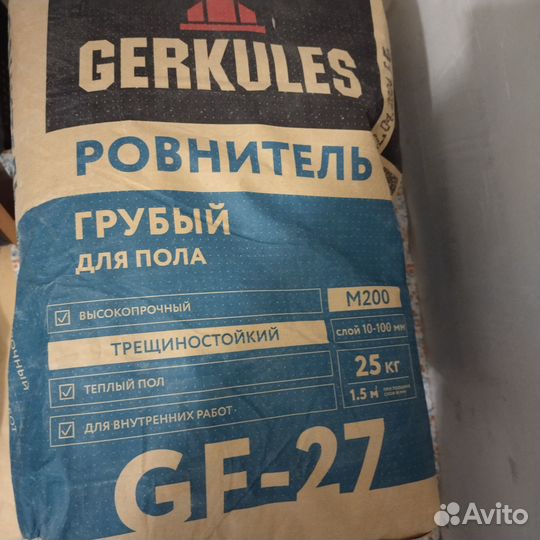 GERKULES
РОВНИТЕЛЬ
ГРУБЫЙ
ДЛЯ ПОЛА
ВЫСОКОПРОЧНЫЙ
М200
ТРЕЩИНОСТОЙКИЙ
СЛОЙ 10-100 мм
ТЕПЛЫЙ ПОЛ
25 КГ
1.5 м²
ДЛЯ ВНУТРЕННИХ РАБОТ
GF-27
Avito